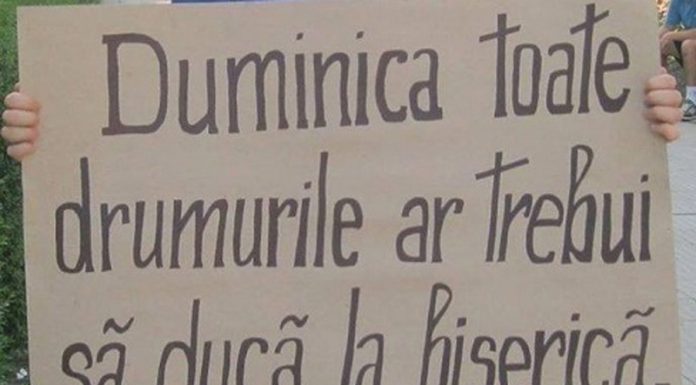 Duminica toate
drumurile ar trebui
să ducă la biserică.